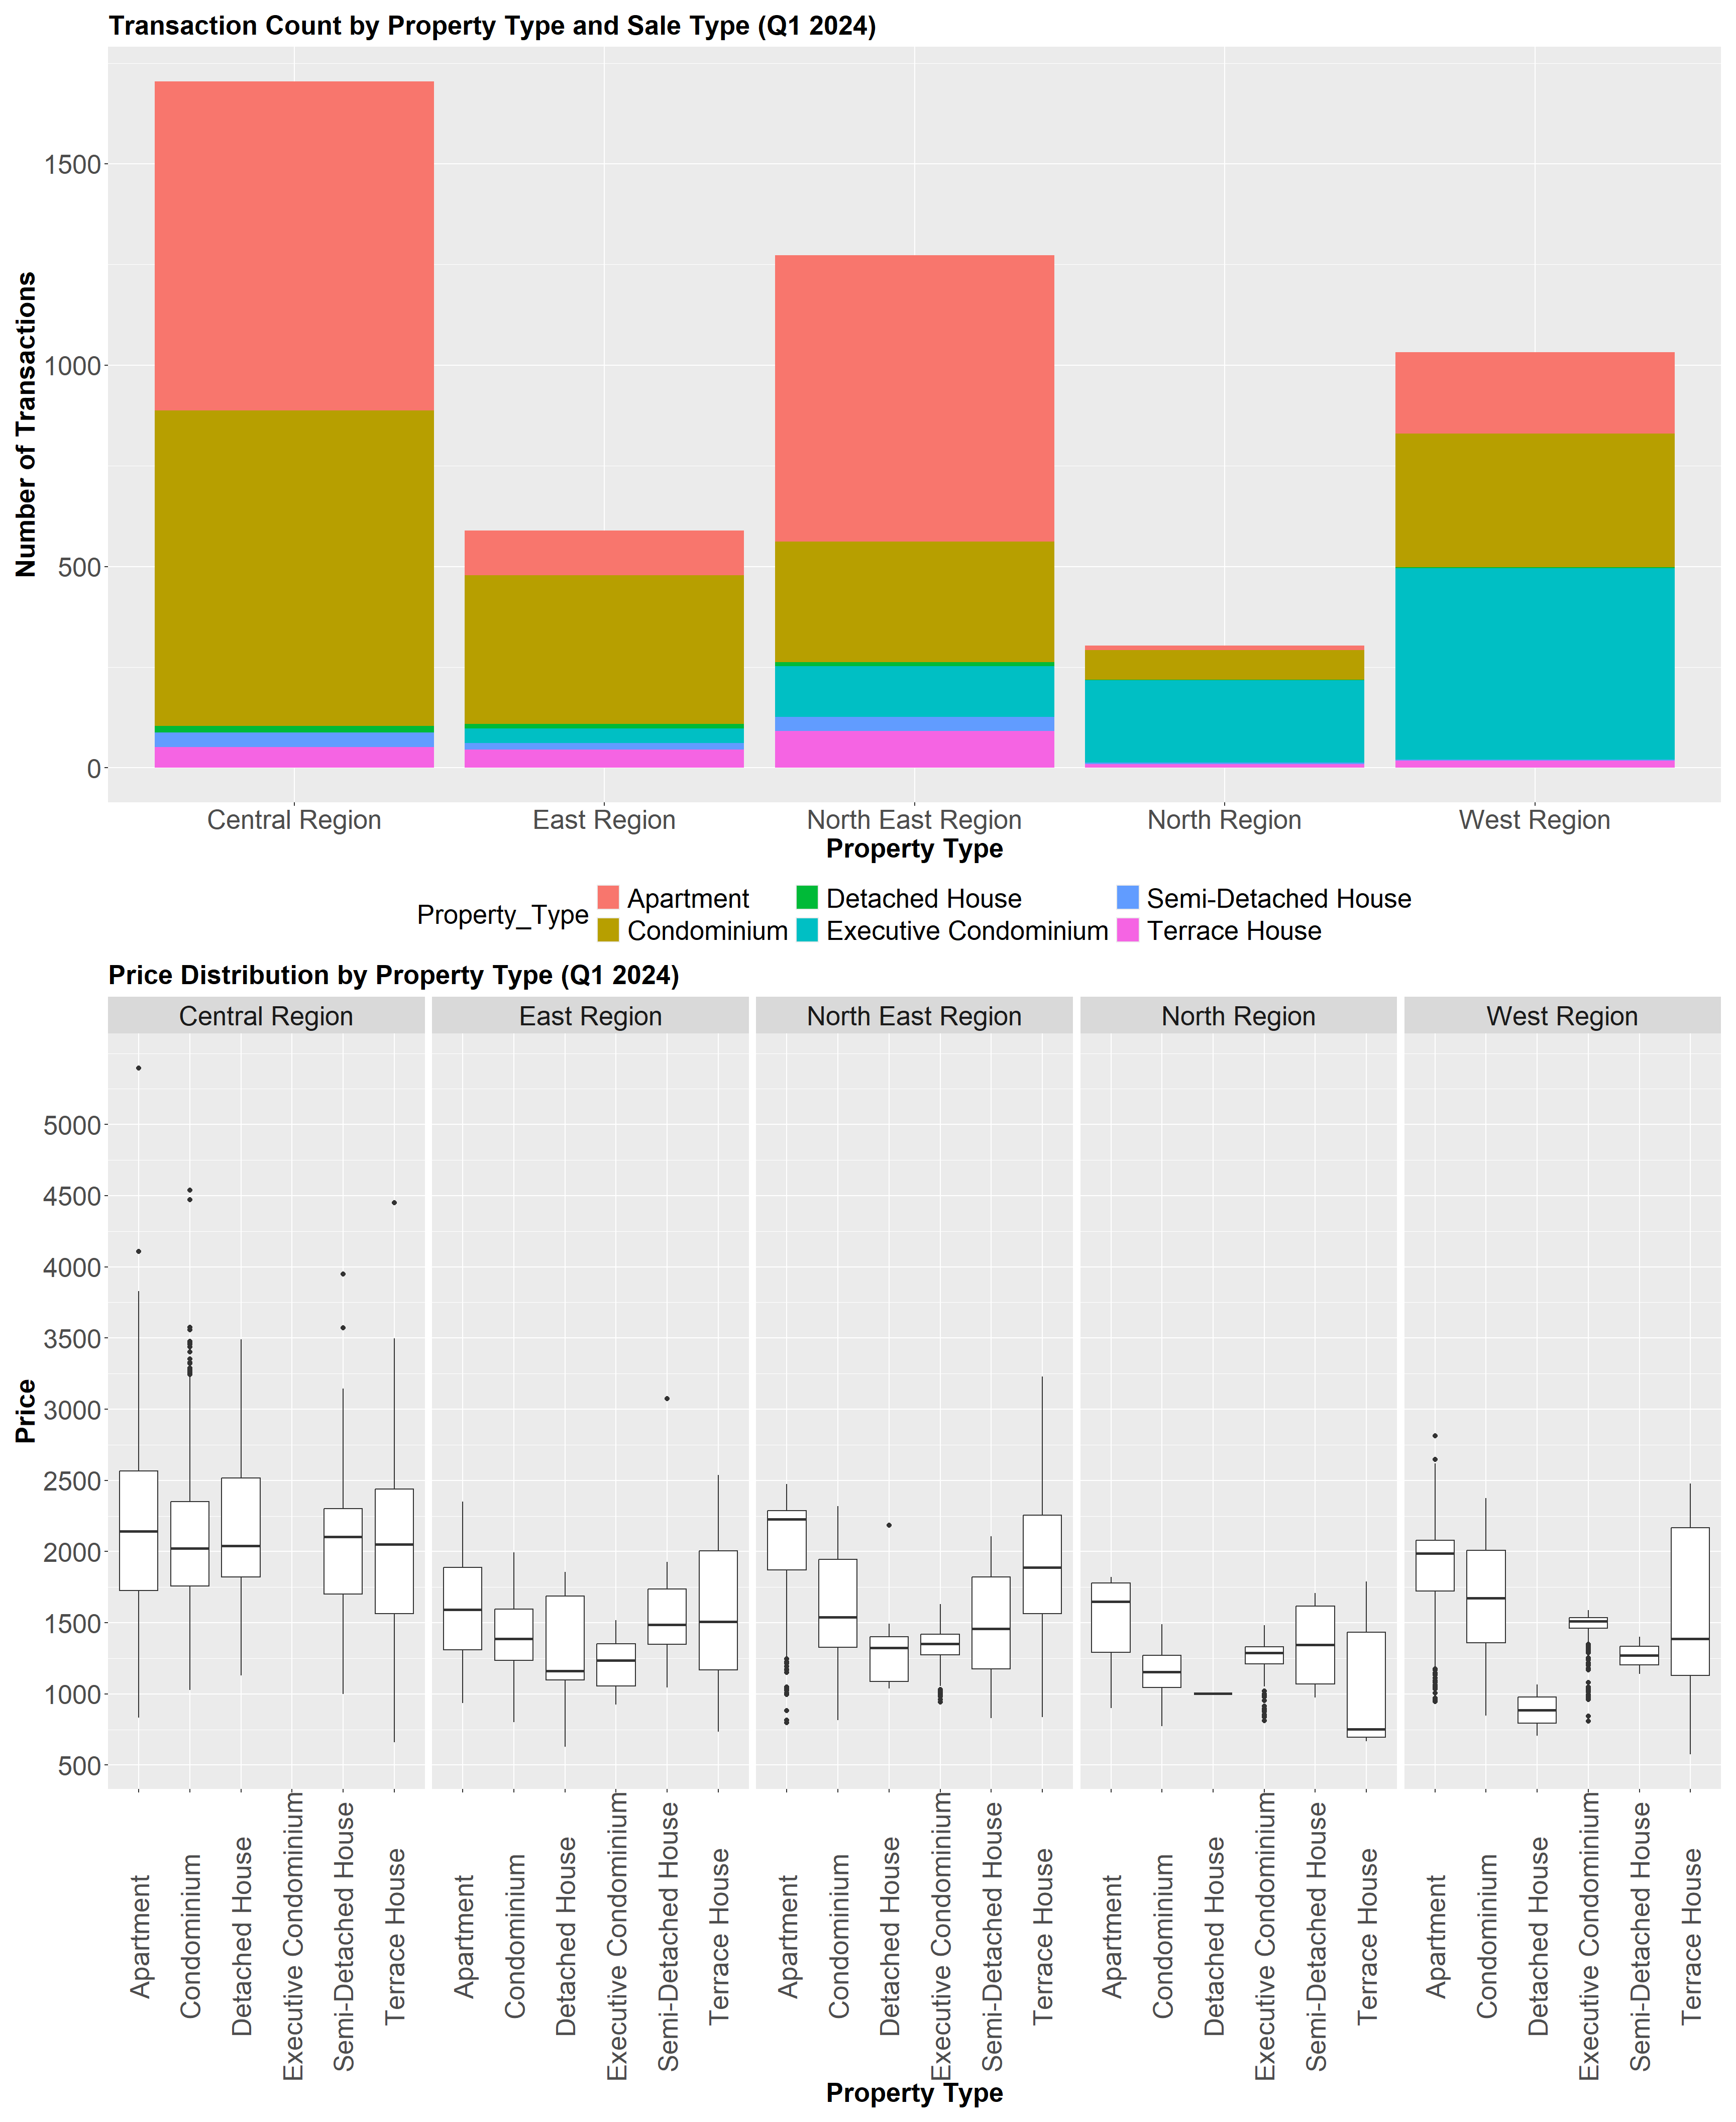 Transaction Count by Property Type and Sale Type (Q1 2024)
Number of Transactions
1500
1000
500
0
Central Region
East Region
North East Region
North Region
West Region
Property Type
Property_Type
Apartment
Detached House
Semi-Detached House
Condominium
Executive Condominium
Terrace House
Price Distribution by Property Type (Q1 2024)
Central Region
East Region
North East Region
North Region
West Region
Price
5000
4500
4000
3500
3000
2500
2000
1500
1000
500
Apartment
Condominium
Detached House
Executive Condominium
Semi-Detached House
Terrace House
Apartment
Condominium
Detached House
Executive Condominium
Semi-Detached House
Terrace House
Apartment
Condominium
Detached House
Executive Condominium
Semi-Detached House
Terrace House
Apartment
Condominium
Detached House
Executive Condominium
Semi-Detached House
Terrace House
Apartment
Condominium
Detached House
Executive Condominium
Semi-Detached House
Terrace House
Property Type